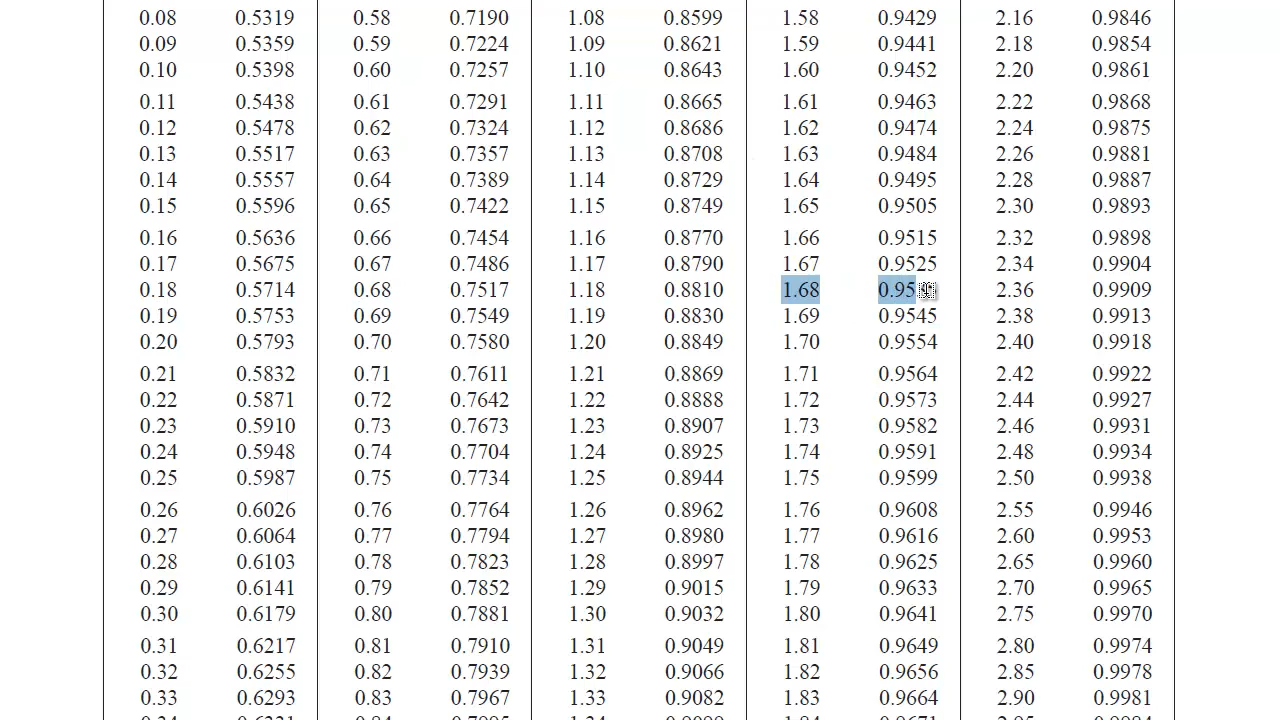 0.08 0.5319 0.58 0.7190 1.08 0.8599 1.58 0.9429 2.16 0.9846
0.09 0.5359 0.59 0.7224 1.09 0.8621 1.59 0.9441 2.18 0.9854
0.10 0.5398 0.60 0.7257 1.10 0.8643 1.60 0.9452 2.20 0.9861
0.11 0.5438 0.61 0.7291 1.11 0.8665 1.61 0.9463 2.22 0.9868
0.12 0.5478 0.62 0.7324 1.12 0.8686 1.62 0.9474 2.24 0.9875
0.13 0.5517 0.63 0.7357 1.13 0.8708 1.63 0.9484 2.26 0.9881
0.14 0.5557 0.64 0.7389 1.14 0.8729 1.64 0.9495 2.28 0.9887
0.15 0.5596 0.65 0.7422 1.15 0.8749 1.65 0.9505 2.30 0.9893
0.16 0.5636 0.66 0.7454 1.16 0.8770 1.66 0.9515 2.32 0.9898
0.17 0.5675 0.67 0.7486 1.17 0.8790 1.67 0.9525 2.34 0.9904
0.18 0.5714 0.68 0.7517 1.18 0.8810 1.68 0.95 2.36 0.9909
0.19 0.5753 0.69 0.7549 1.19 0.8830 1.69 0.9545 2.38 0.9913
0.20 0.5793 0.70 0.7580 1.20 0.8849 1.70 0.9554 2.40 0.9918
0.21 0.5832 0.71 0.7611 1.21 0.8869 1.71 0.9564 2.42 0.9922
0.22 0.5871 0.72 0.7642 1.22 0.8888 1.72 0.9573 2.44 0.9927
0.23 0.5910 0.73 0.7673 1.23 0.8907 1.73 0.9582 2.46 0.9931
0.24 0.5948 0.74 0.7704 1.24 0.8925 1.74 0.9591 2.48 0.9934
0.25 0.5987 0.75 0.7734 1.25 0.8944 1.75 0.9599 2.50 0.9938
0.26 0.6026 0.76 0.7764 1.26 0.8962 1.76 0.9608 2.55 0.9946
0.27 0.6064 0.77 0.7794 1.27 0.8980 1.77 0.9616 2.60 0.9953
0.28 0.6103 0.78 0.7823 1.28 0.8997 1.78 0.9625 2.65 0.9960
0.29 0.6141 0.79 0.7852 1.29 0.9015 1.79 0.9633 2.70 0.9965
0.30 0.6179 0.80 0.7881 1.30 0.9032 1.80 0.9641 2.75 0.9970
0.31 0.6217 0.81 0.7910 1.31 0.9049 1.81 0.9649 2.80 0.9974
0.32 0.6255 0.82 0.7939 1.32 0.9066 1.82 0.9656 2.85 0.9978
0.33 0.6293 0.83 0.7967 1.33 0.9082 1.83 0.9664 2.90 0.9981